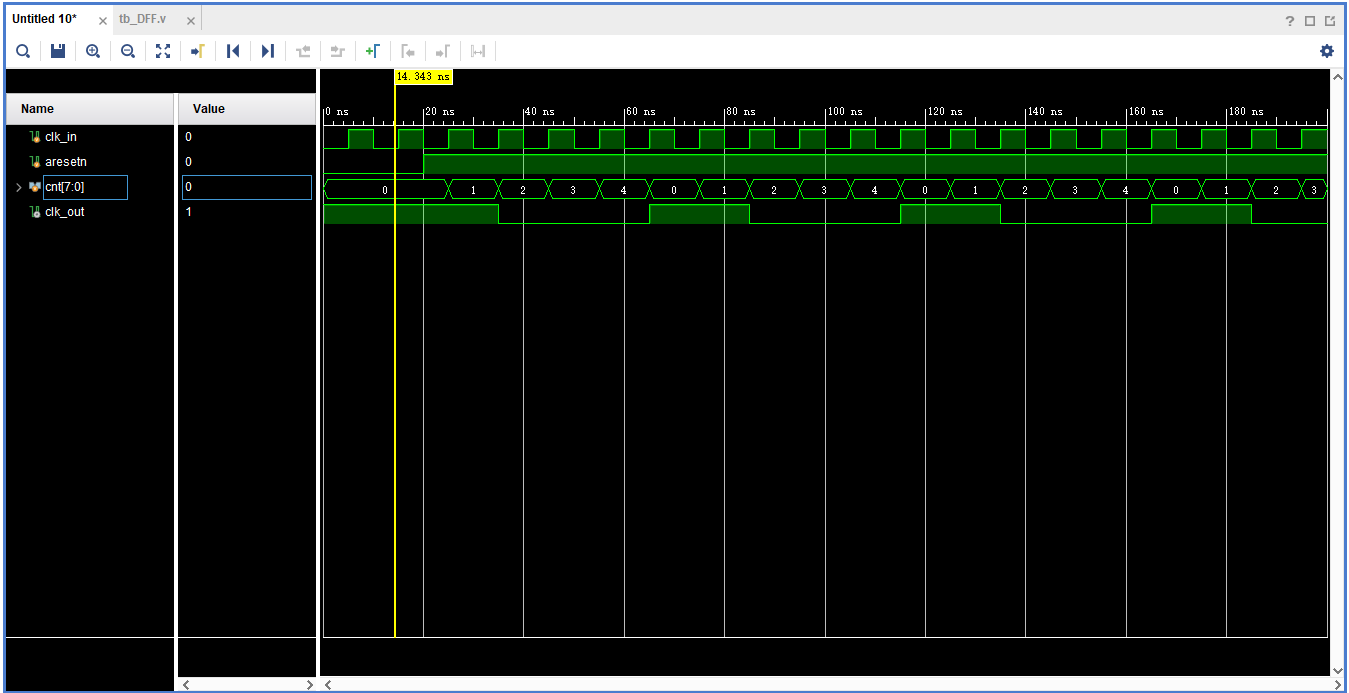 Untitled 10* × tb_DFF.v ×
?
14.343 ns
Name Value
0 ns 20 ns 40 ns 60 ns 80 ns 100 ns 120 ns 140 ns 160 ns 180 ns
clk_in 0
aresetn 0
cnt[7:0] 0 0 1 2 3 4 0 1 2 3 4 0 1 2 3 4 0 1 2 3
clk_out 1